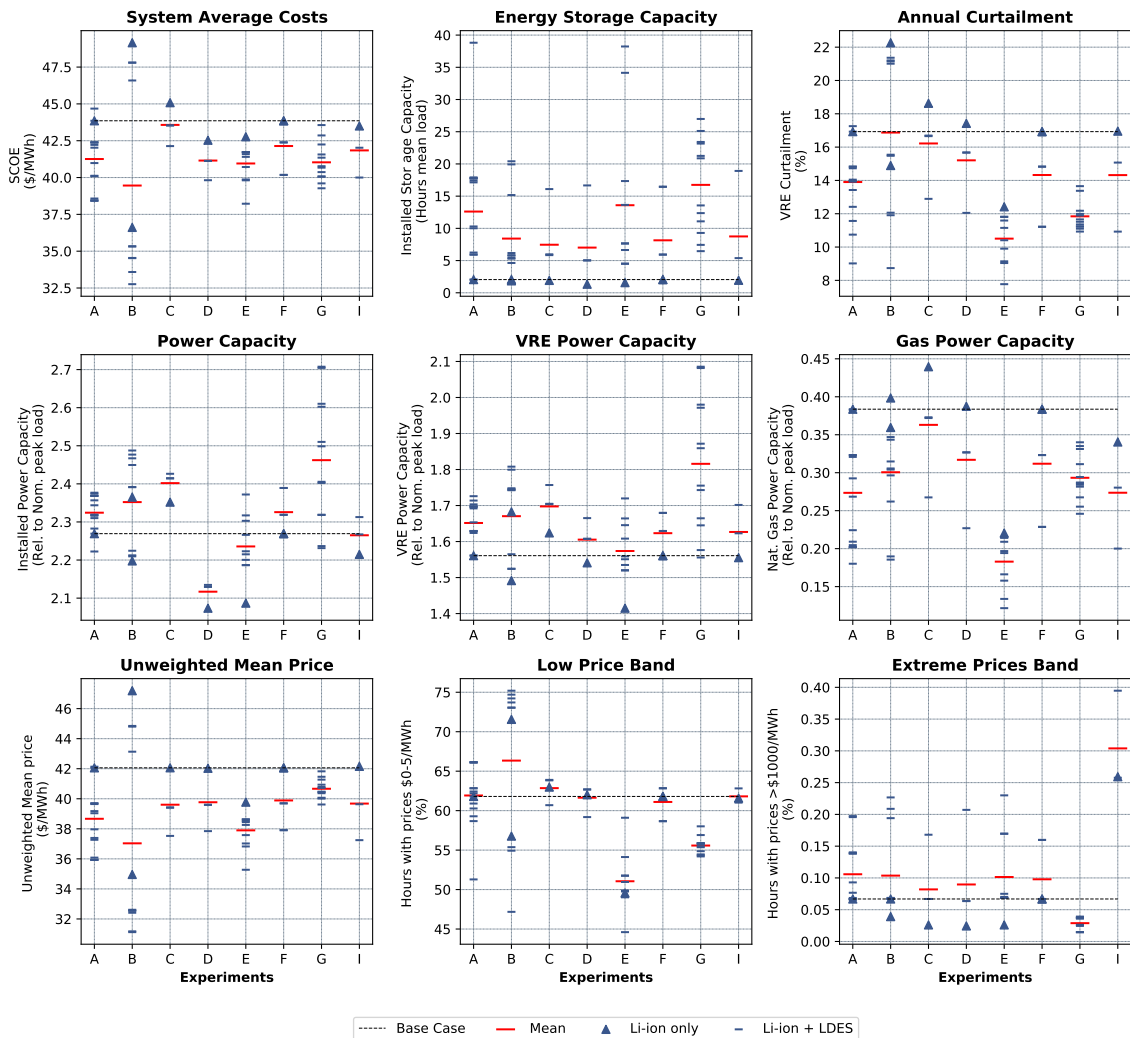 System Average Costs
SCOE
($/MWh)
47.5
45.0
42.5
40.0
37.5
35.0
32.5
A B C D E F G I
Energy Storage Capacity
Installed Stor age Capacity
(Hours mean load)
40
35
30
25
20
15
10
5
0
A B C D E F G I
Annual Curtailment
VRE Curtailment
(%)
22
20
18
16
14
12
10
8
A B C D E F G I
Power Capacity
Installed Power Capacity
(Rel. to Nom. peak load)
2.7
2.6
2.5
2.4
2.3
2.2
2.1
A B C D E F G I
VRE Power Capacity
VRE Power Capacity
(Rel. to Nom. peak load)
2.1
2.0
1.9
1.8
1.7
1.6
1.5
1.4
A B C D E F G I
Gas Power Capacity
Nat. Gas Power Capacity
(Rel. to Nom. peak load)
0.45
0.40
0.35
0.30
0.25
0.20
0.15
A B C D E F G I
Unweighted Mean Price
Unweighted Mean price
($/MWh)
46
44
42
40
38
36
34
32
A B C D E F G I
Experiments
Low Price Band
Hours with prices $0-5/MWh
(%)
75
70
65
60
55
50
45
A B C D E F G I
Experiments
Extreme Prices Band
Hours with prices >$1000/MWh
(%)
0.40
0.35
0.30
0.25
0.20
0.15
0.10
0.05
0.00
A B C D E F G I
Experiments
Base Case Mean Li-ion only Li-ion + LDES